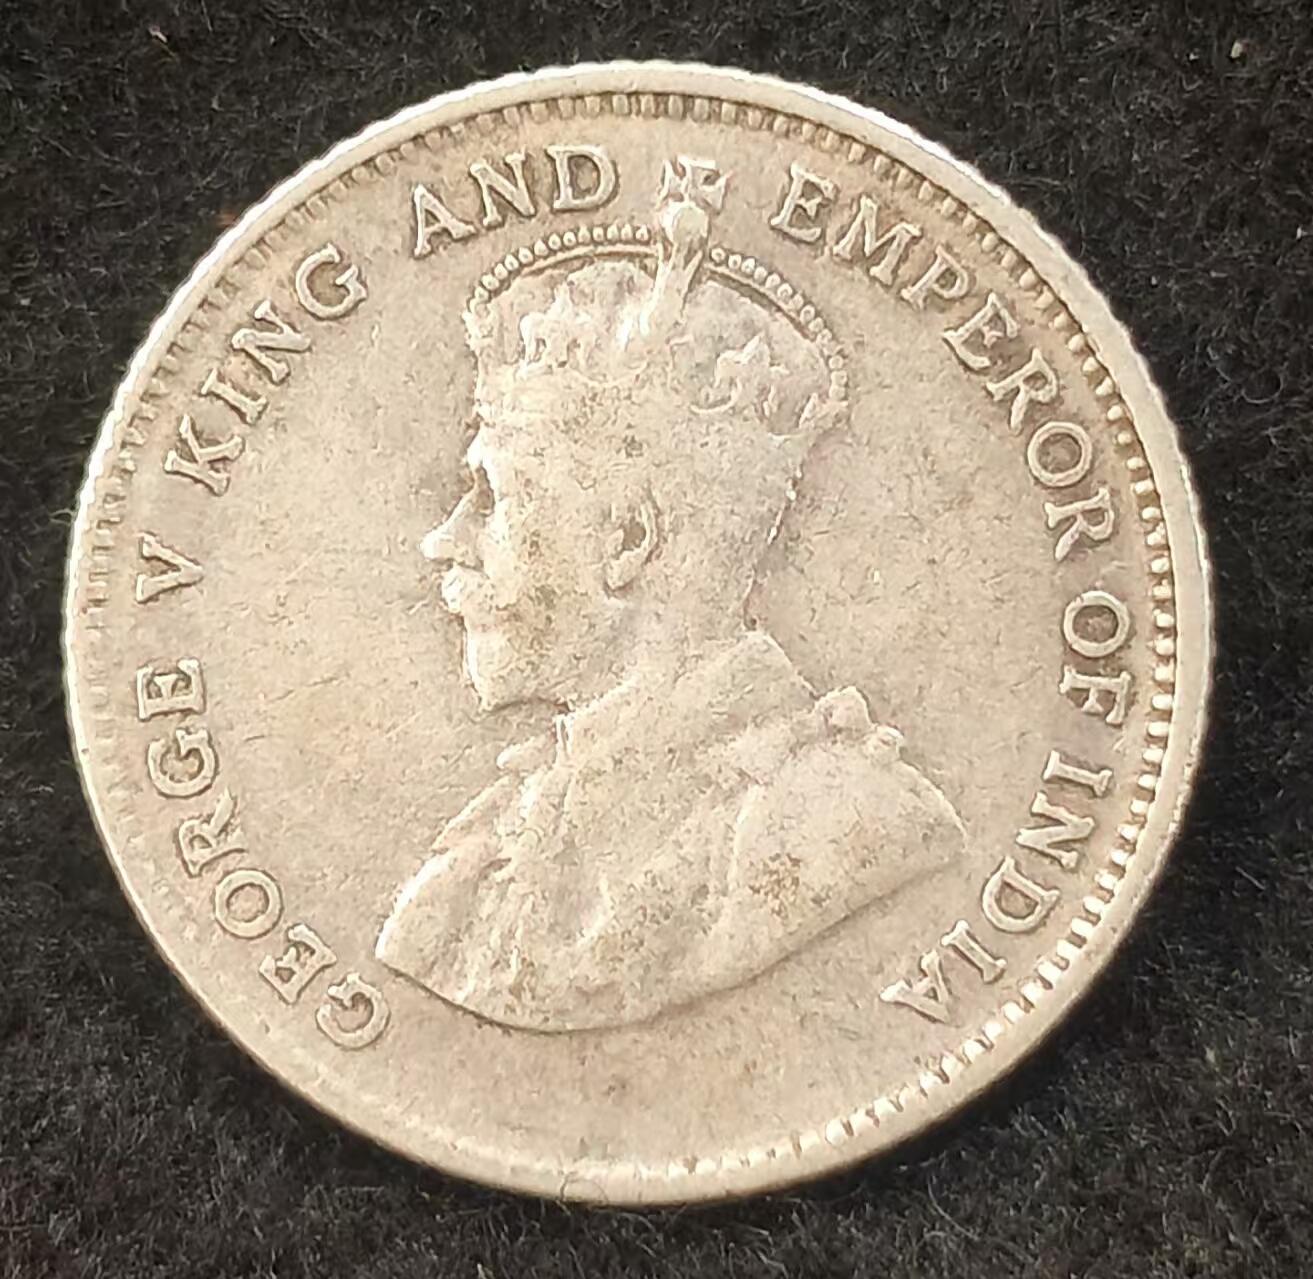 GEORGE V KING AND EMPEROR OF INDIA